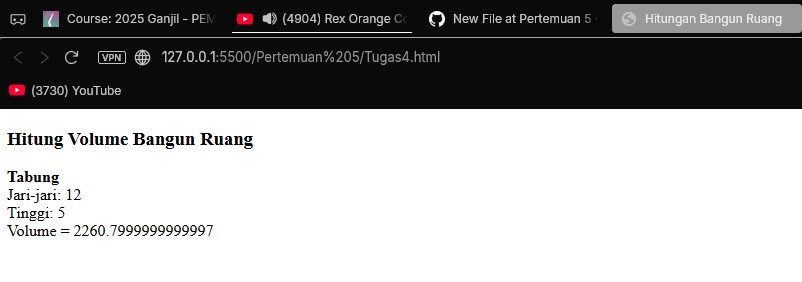 Course: 2025 Ganjil - PEM
(4904) Rex Orange Co
New File at Pertemuan 5 -
Hitungan Bangun Ruang
VPN
127.0.0.1:5500/Pertemuan%205/Tugas4.html
(3730) YouTube
Hitung Volume Bangun Ruang
Tabung
Jari-jari: 12
Tinggi: 5
Volume = 2260.7999999999997